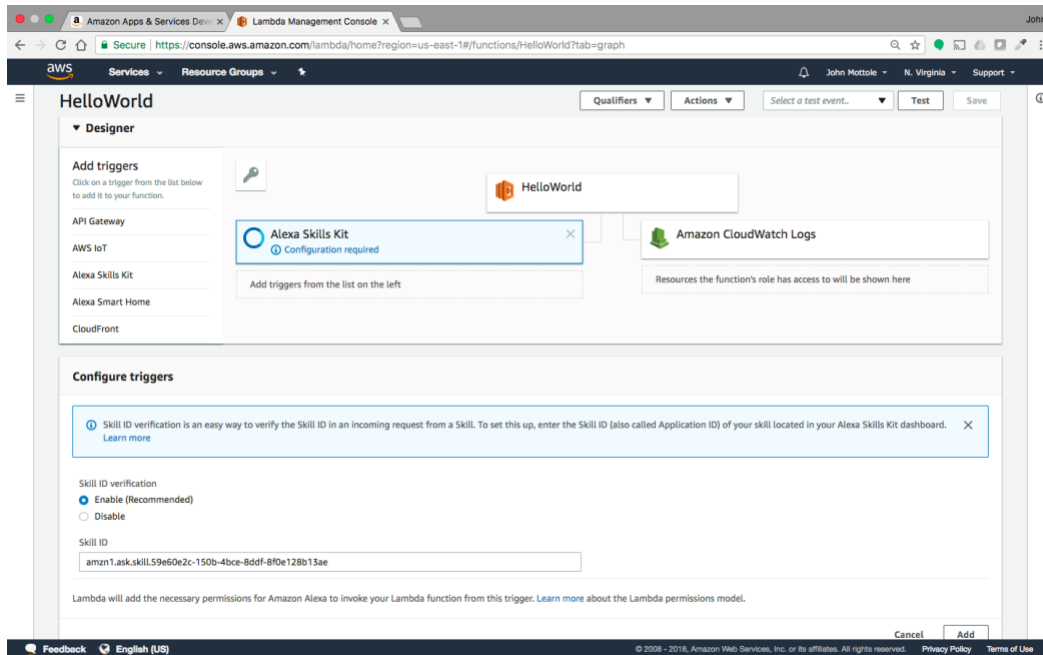 Amazon Apps & Services Deve
Lambda Management Console
John
Secure | https://console.aws.amazon.com/lambda/home?region=us-east-1#/functions/HelloWorld?tab=graph
aws
Services
Resource Groups
John Mottole
N. Virginia
Support
HelloWorld
Qualifiers
Actions
Select a test event..
Test
Save
Designer
Add triggers
Click on a trigger from the list below
to add it to your function.
API Gateway
AWS IoT
Alexa Skills Kit
Alexa Smart Home
CloudFront
HelloWorld
Alexa Skills Kit
Configuration required
Add triggers from the list on the left
Amazon CloudWatch Logs
Resources the function's role has access to will be shown here
Configure triggers
Skill ID verification is an easy way to verify the Skill ID in an incoming request from a Skill. To set this up, enter the Skill ID (also called Application ID) of your skill located in your Alexa Skills Kit dashboard.
Learn more
Skill ID verification
Enable (Recommended)
Disable
Skill ID
amzn1.ask.skill.59e60e2c-150b-4bce-8ddf-8f0e128b13ae
Lambda will add the necessary permissions for Amazon Alexa to invoke your Lambda function from this trigger. Learn more about the Lambda permissions model.
Cancel
Add
Feedback
English (US)
© 2008 - 2018, Amazon Web Services, Inc. or its affiliates. All rights reserved.
Privacy Policy
Terms of Use